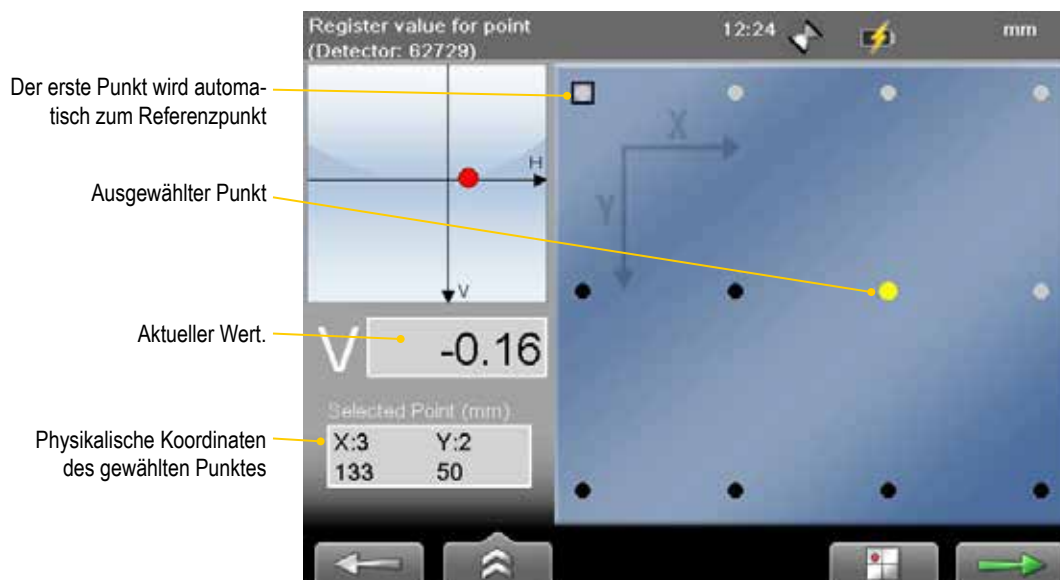 Register value for point
(Detector: 62729)
12:24
mm
Der erste Punkt wird automa-
tisch zum Referenzpunkt
Ausgewählter Punkt
Aktueller Wert.
Physikalische Koordinaten
des gewählten Punktes
H
V
X
Y
V -0.16
Selected Point (mm)
X:3 Y:2
133 50